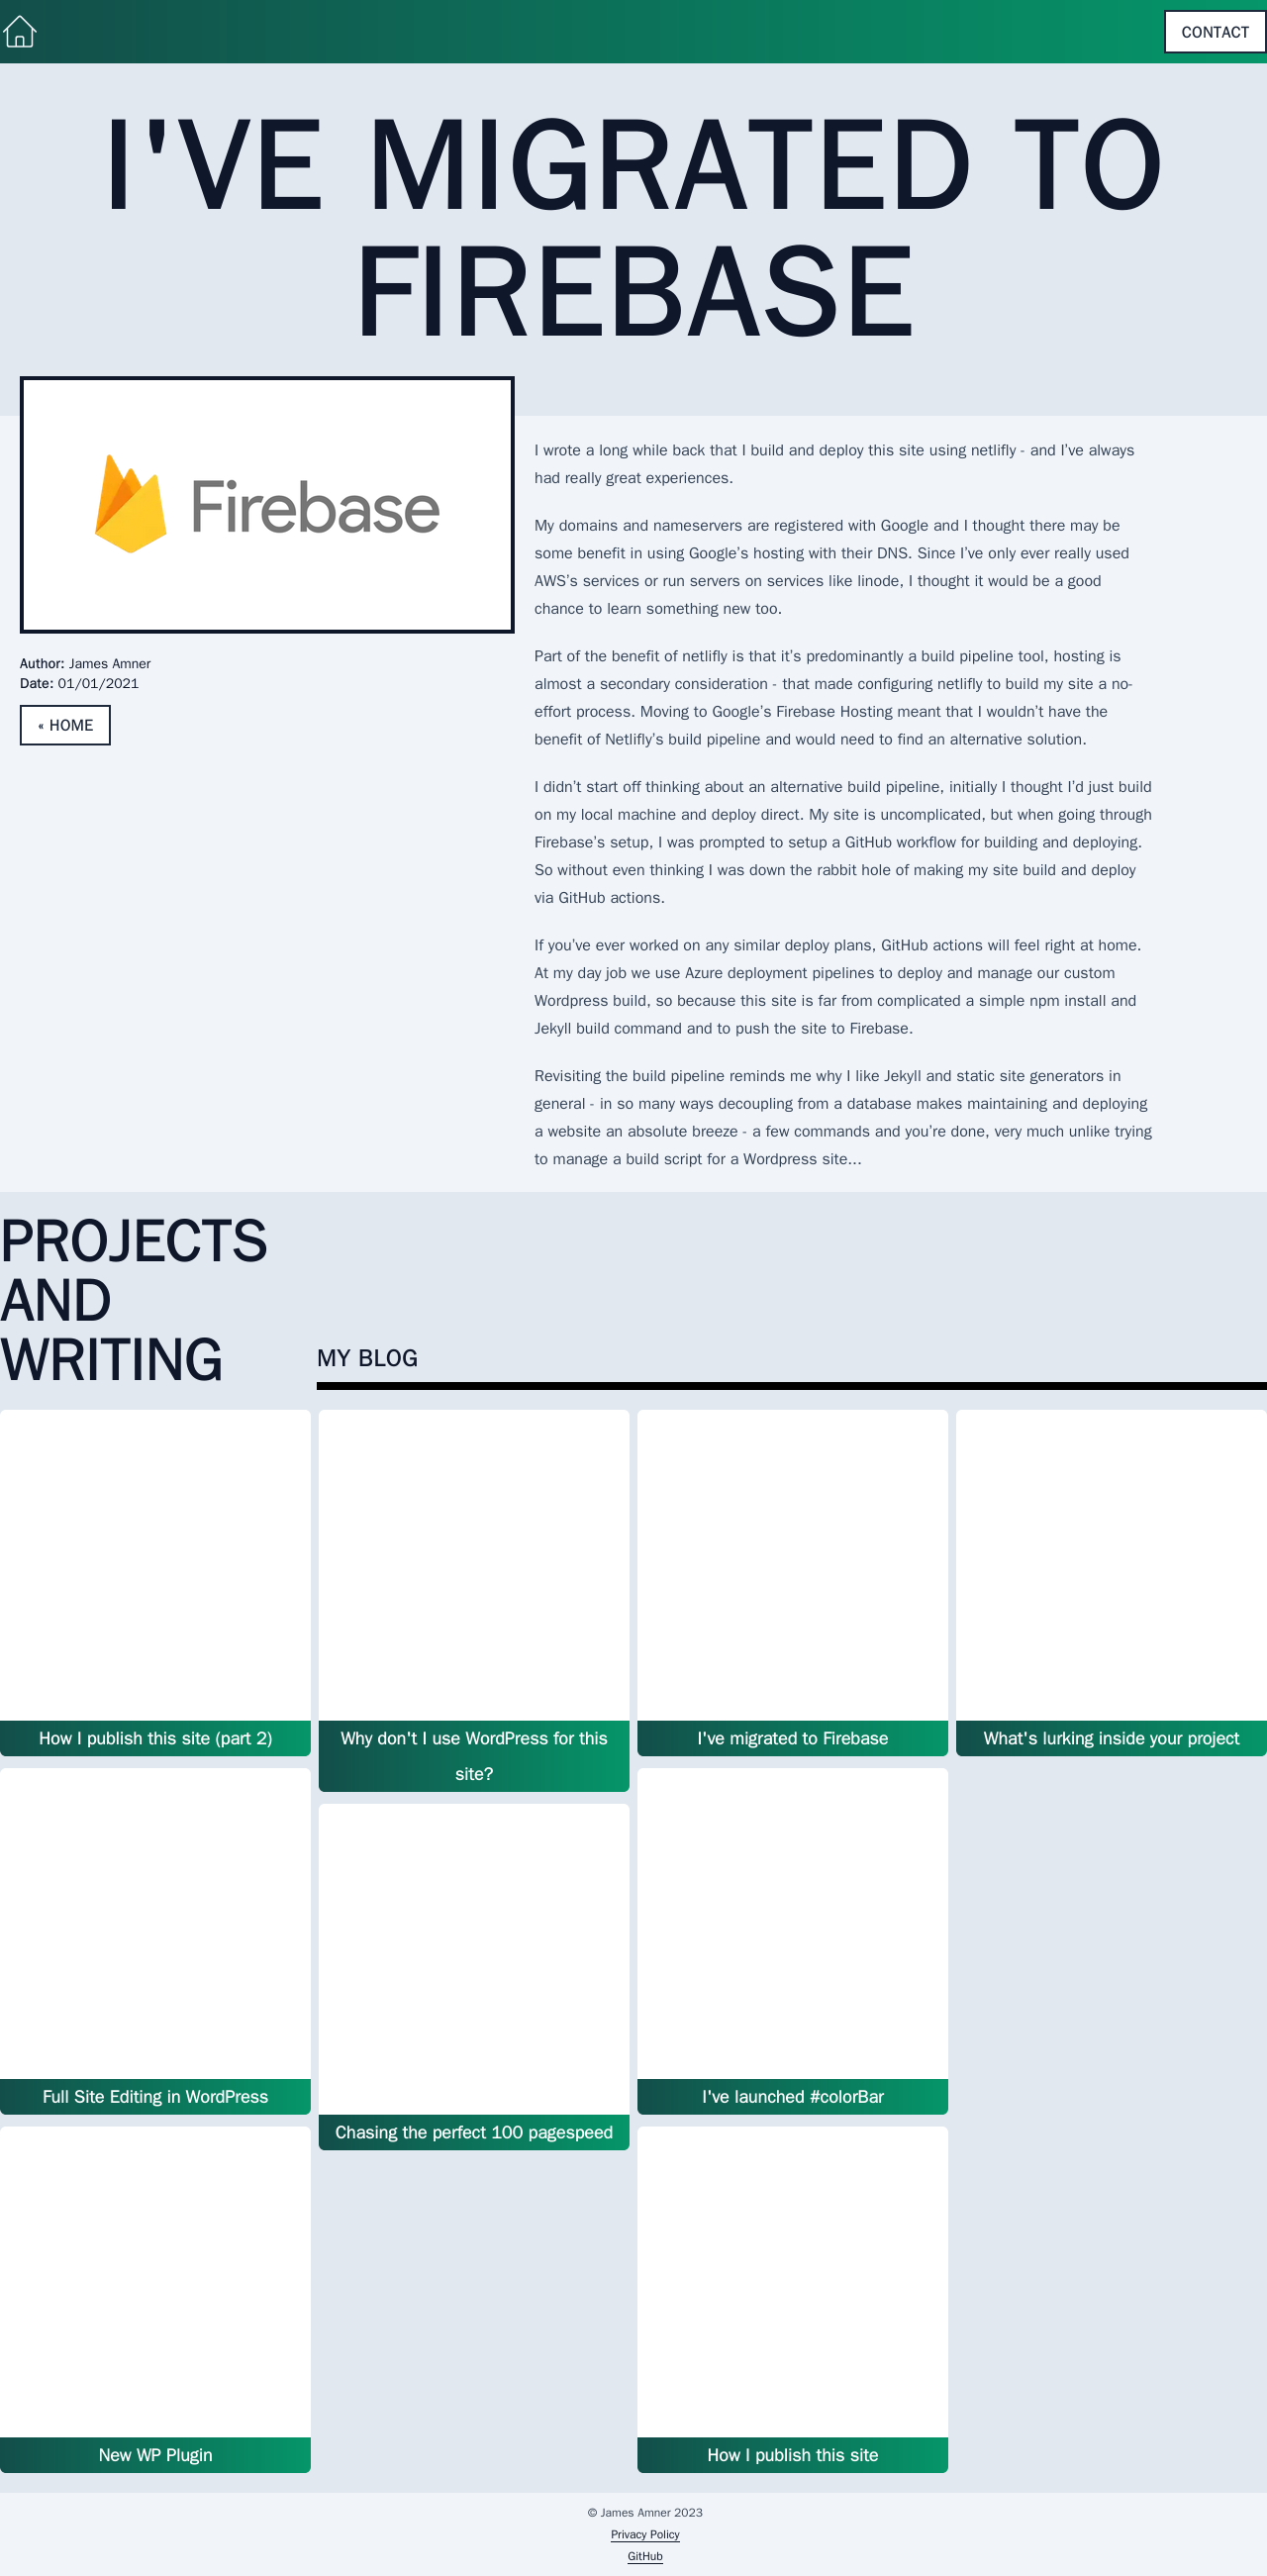 CONTACT
I'VE MIGRATED TO
FIREBASE
Firebase
Author: James Amner
Date: 01/01/2021
« HOME
I wrote a long while back that I build and deploy this site using netlifly - and I've always
had really great experiences.
My domains and nameservers are registered with Google and I thought there may be
some benefit in using Google's hosting with their DNS. Since I've only ever really used
AWS's services or run servers on services like linode, I thought it would be a good
chance to learn something new too.
Part of the benefit of netlifly is that it's predominantly a build pipeline tool, hosting is
almost a secondary consideration - that made configuring netlifly to build my site a no-
effort process. Moving to Google's Firebase Hosting meant that I wouldn't have the
benefit of Netlifly's build pipeline and would need to find an alternative solution.
I didn't start off thinking about an alternative build pipeline, initially I thought I'd just build
on my local machine and deploy direct. My site is uncomplicated, but when going through
Firebase's setup, I was prompted to setup a GitHub workflow for building and deploying.
So without even thinking I was down the rabbit hole of making my site build and deploy
via GitHub actions.
If you've ever worked on any similar deploy plans, GitHub actions will feel right at home.
At my day job we use Azure deployment pipelines to deploy and manage our custom
Wordpress build, so because this site is far from complicated a simple npm install and
Jekyll build command and to push the site to Firebase.
Revisiting the build pipeline reminds me why I like Jekyll and static site generators in
general - in so many ways decoupling from a database makes maintaining and deploying
a website an absolute breeze - a few commands and you're done, very much unlike trying
to manage a build script for a Wordpress site...
PROJECTS
AND
WRITING
MY BLOG
How I publish this site (part 2)
Why don't I use WordPress for this
site?
I've migrated to Firebase
What's lurking inside your project
Full Site Editing in WordPress
Chasing the perfect 100 pagespeed
I've launched #colorBar
New WP Plugin
How I publish this site
© James Amner 2023
Privacy Policy
GitHub